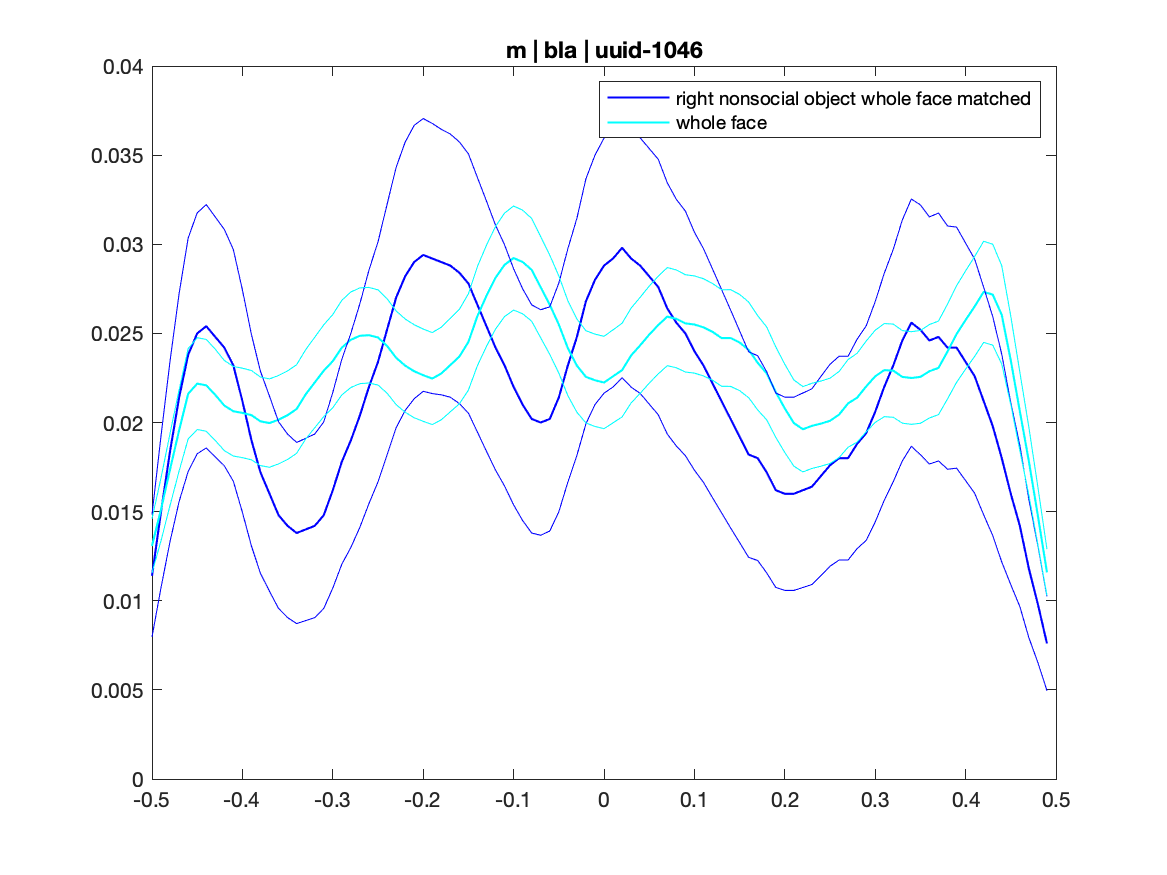 m | bla | uuid-1046
right nonsocial object whole face matched
whole face
0.04
0.035
0.03
0.025
0.02
0.015
0.01
0.005
0
-0.5 -0.4 -0.3 -0.2 -0.1 0 0.1 0.2 0.3 0.4 0.5